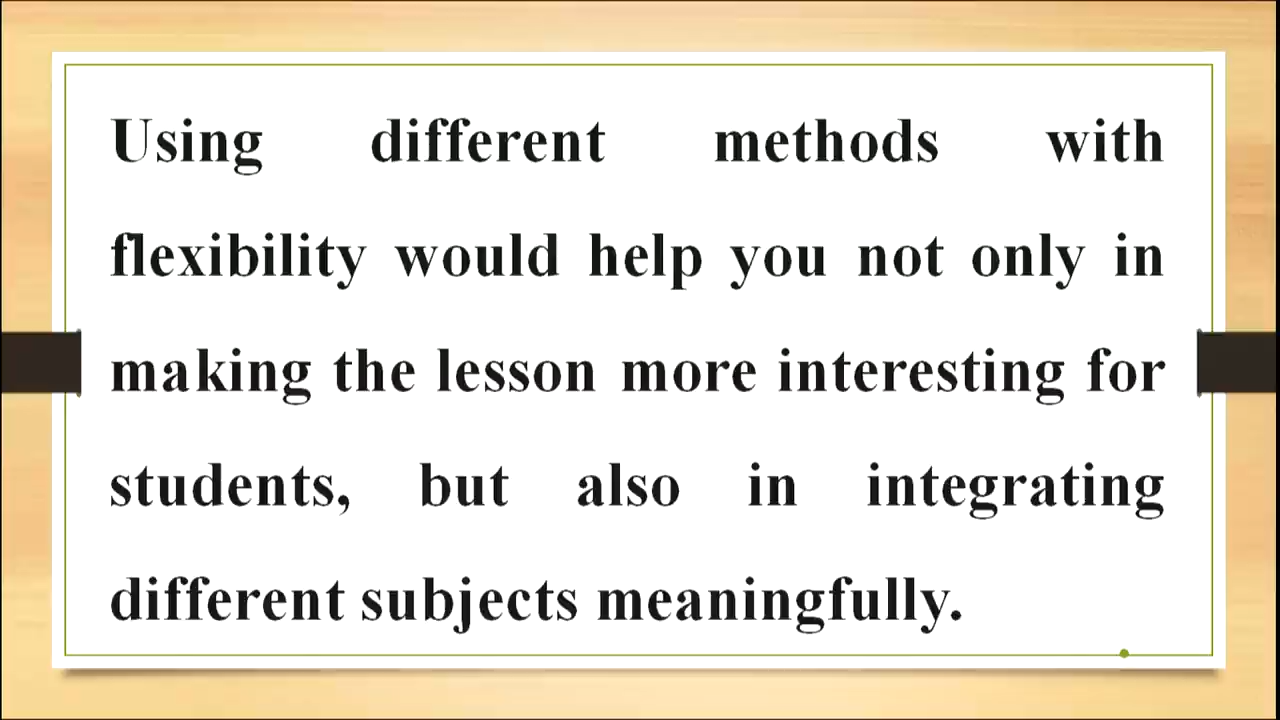 Using different methods with
flexibility would help you not only in
making the lesson more interesting for
students, but also in integrating
different subjects meaningfully.